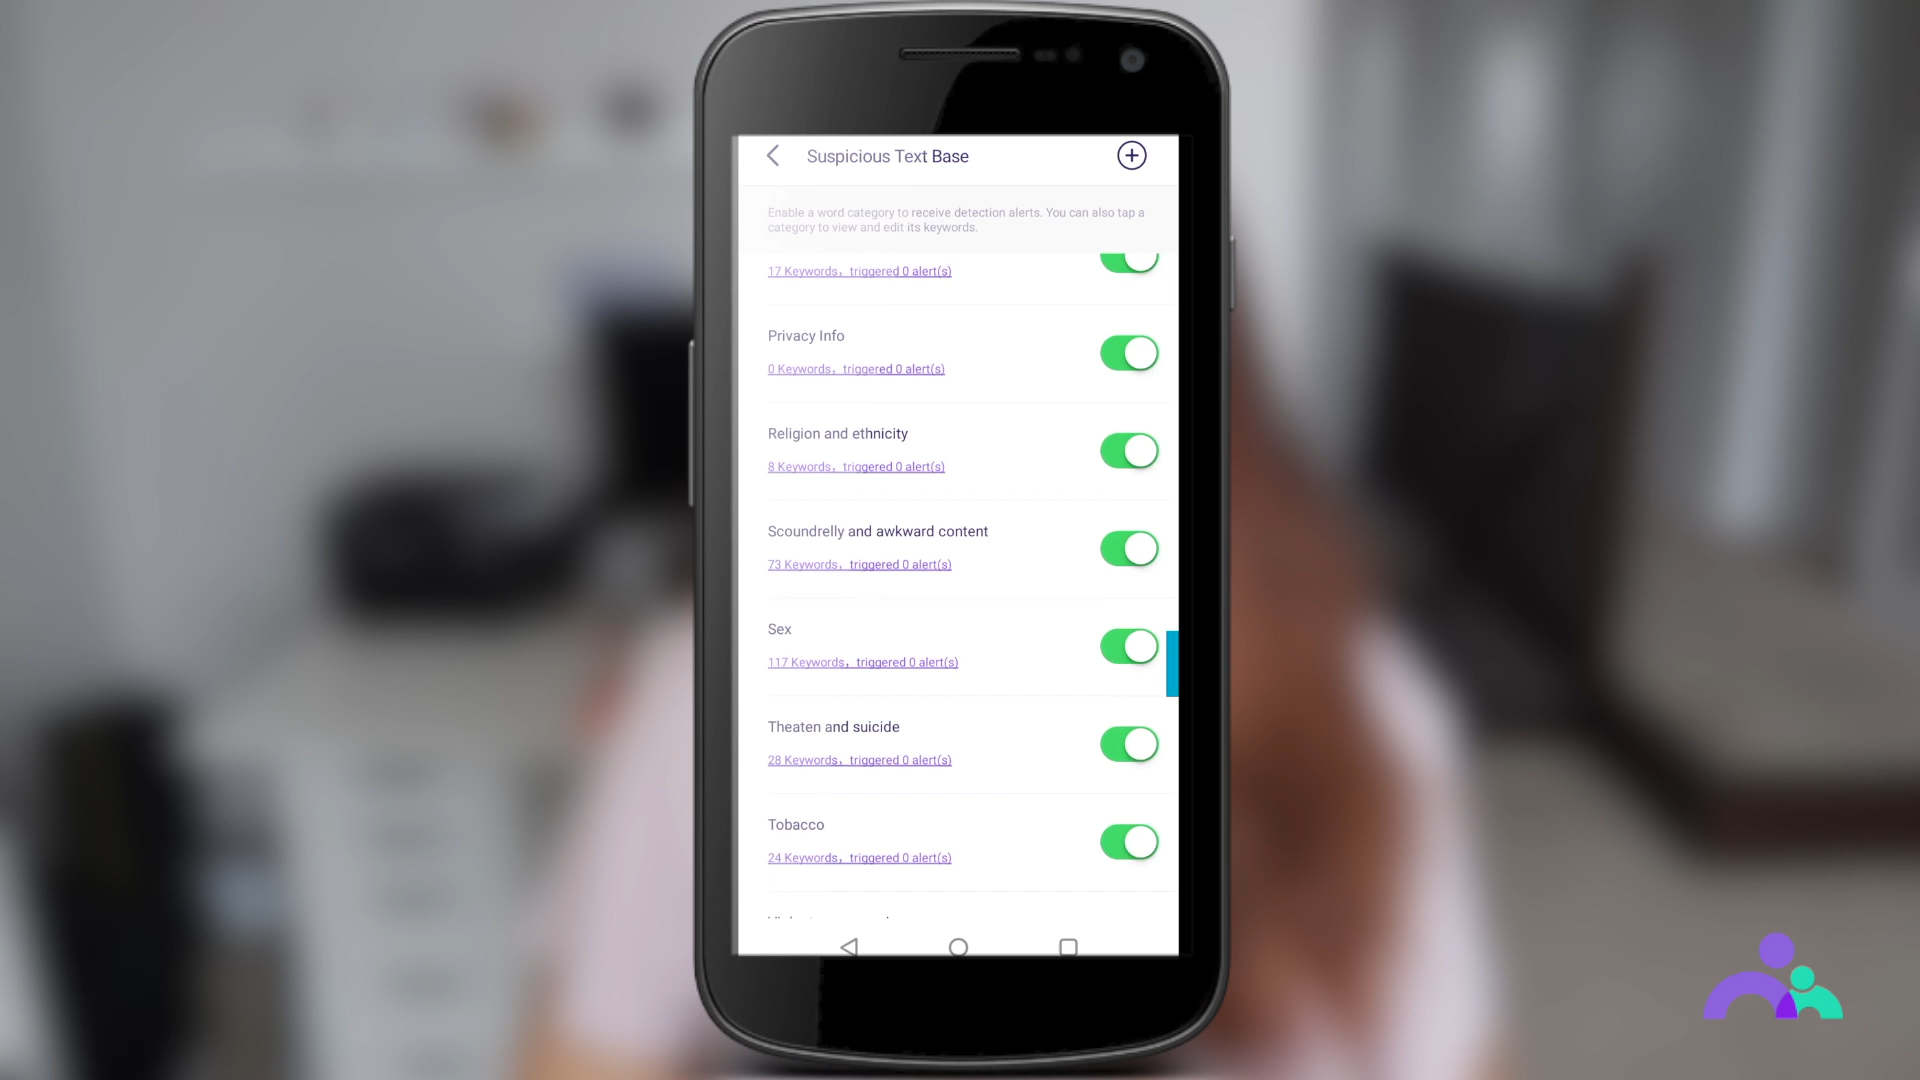 Suspicious Text Base
Enable a word category to receive detection alerts. You can also tap a
category to view and edit its keywords.
17 Keywords，triggered 0 alert(s)
Privacy Info
0 Keywords，triggered 0 alert(s)
Religion and ethnicity
8 Keywords，triggered 0 alert(s)
Scoundrelly and awkward content
73 Keywords，triggered 0 alert(s)
Sex
117 Keywords，triggered 0 alert(s)
Theaten and suicide
28 Keywords，triggered 0 alert(s)
Tobacco
24 Keywords，triggered 0 alert(s)